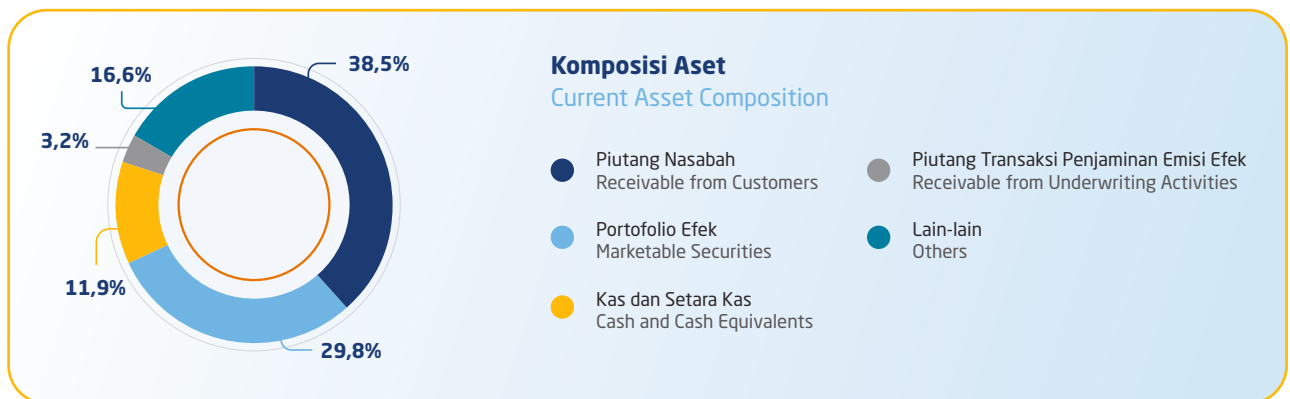 38,5%
16,6%
3,2%
11,9%
29,8%
Komposisi Aset
Current Asset Composition
Piutang Nasabah
Receivable from Customers
Portofolio Efek
Marketable Securities
Kas dan Setara Kas
Cash and Cash Equivalents
Piutang Transaksi Penjaminan Emisi Efek
Receivable from Underwriting Activities
Lain-lain
Others